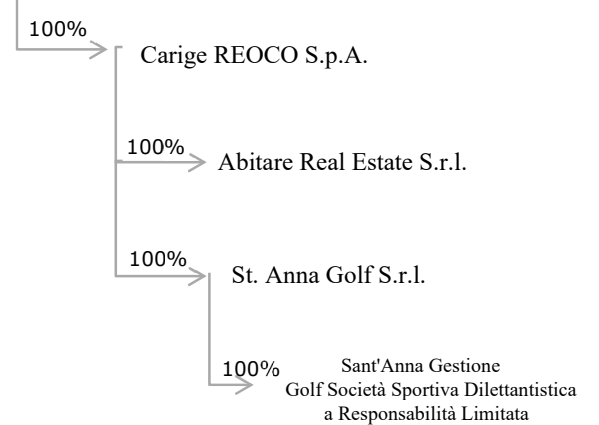 100%
Carige REOCO S.p.A.
100%
Abitare Real Estate S.r.l.
100%
St. Anna Golf S.r.l.
100%
Sant'Anna Gestione
Golf Società Sportiva Dilettantistica
a Responsabilità Limitata